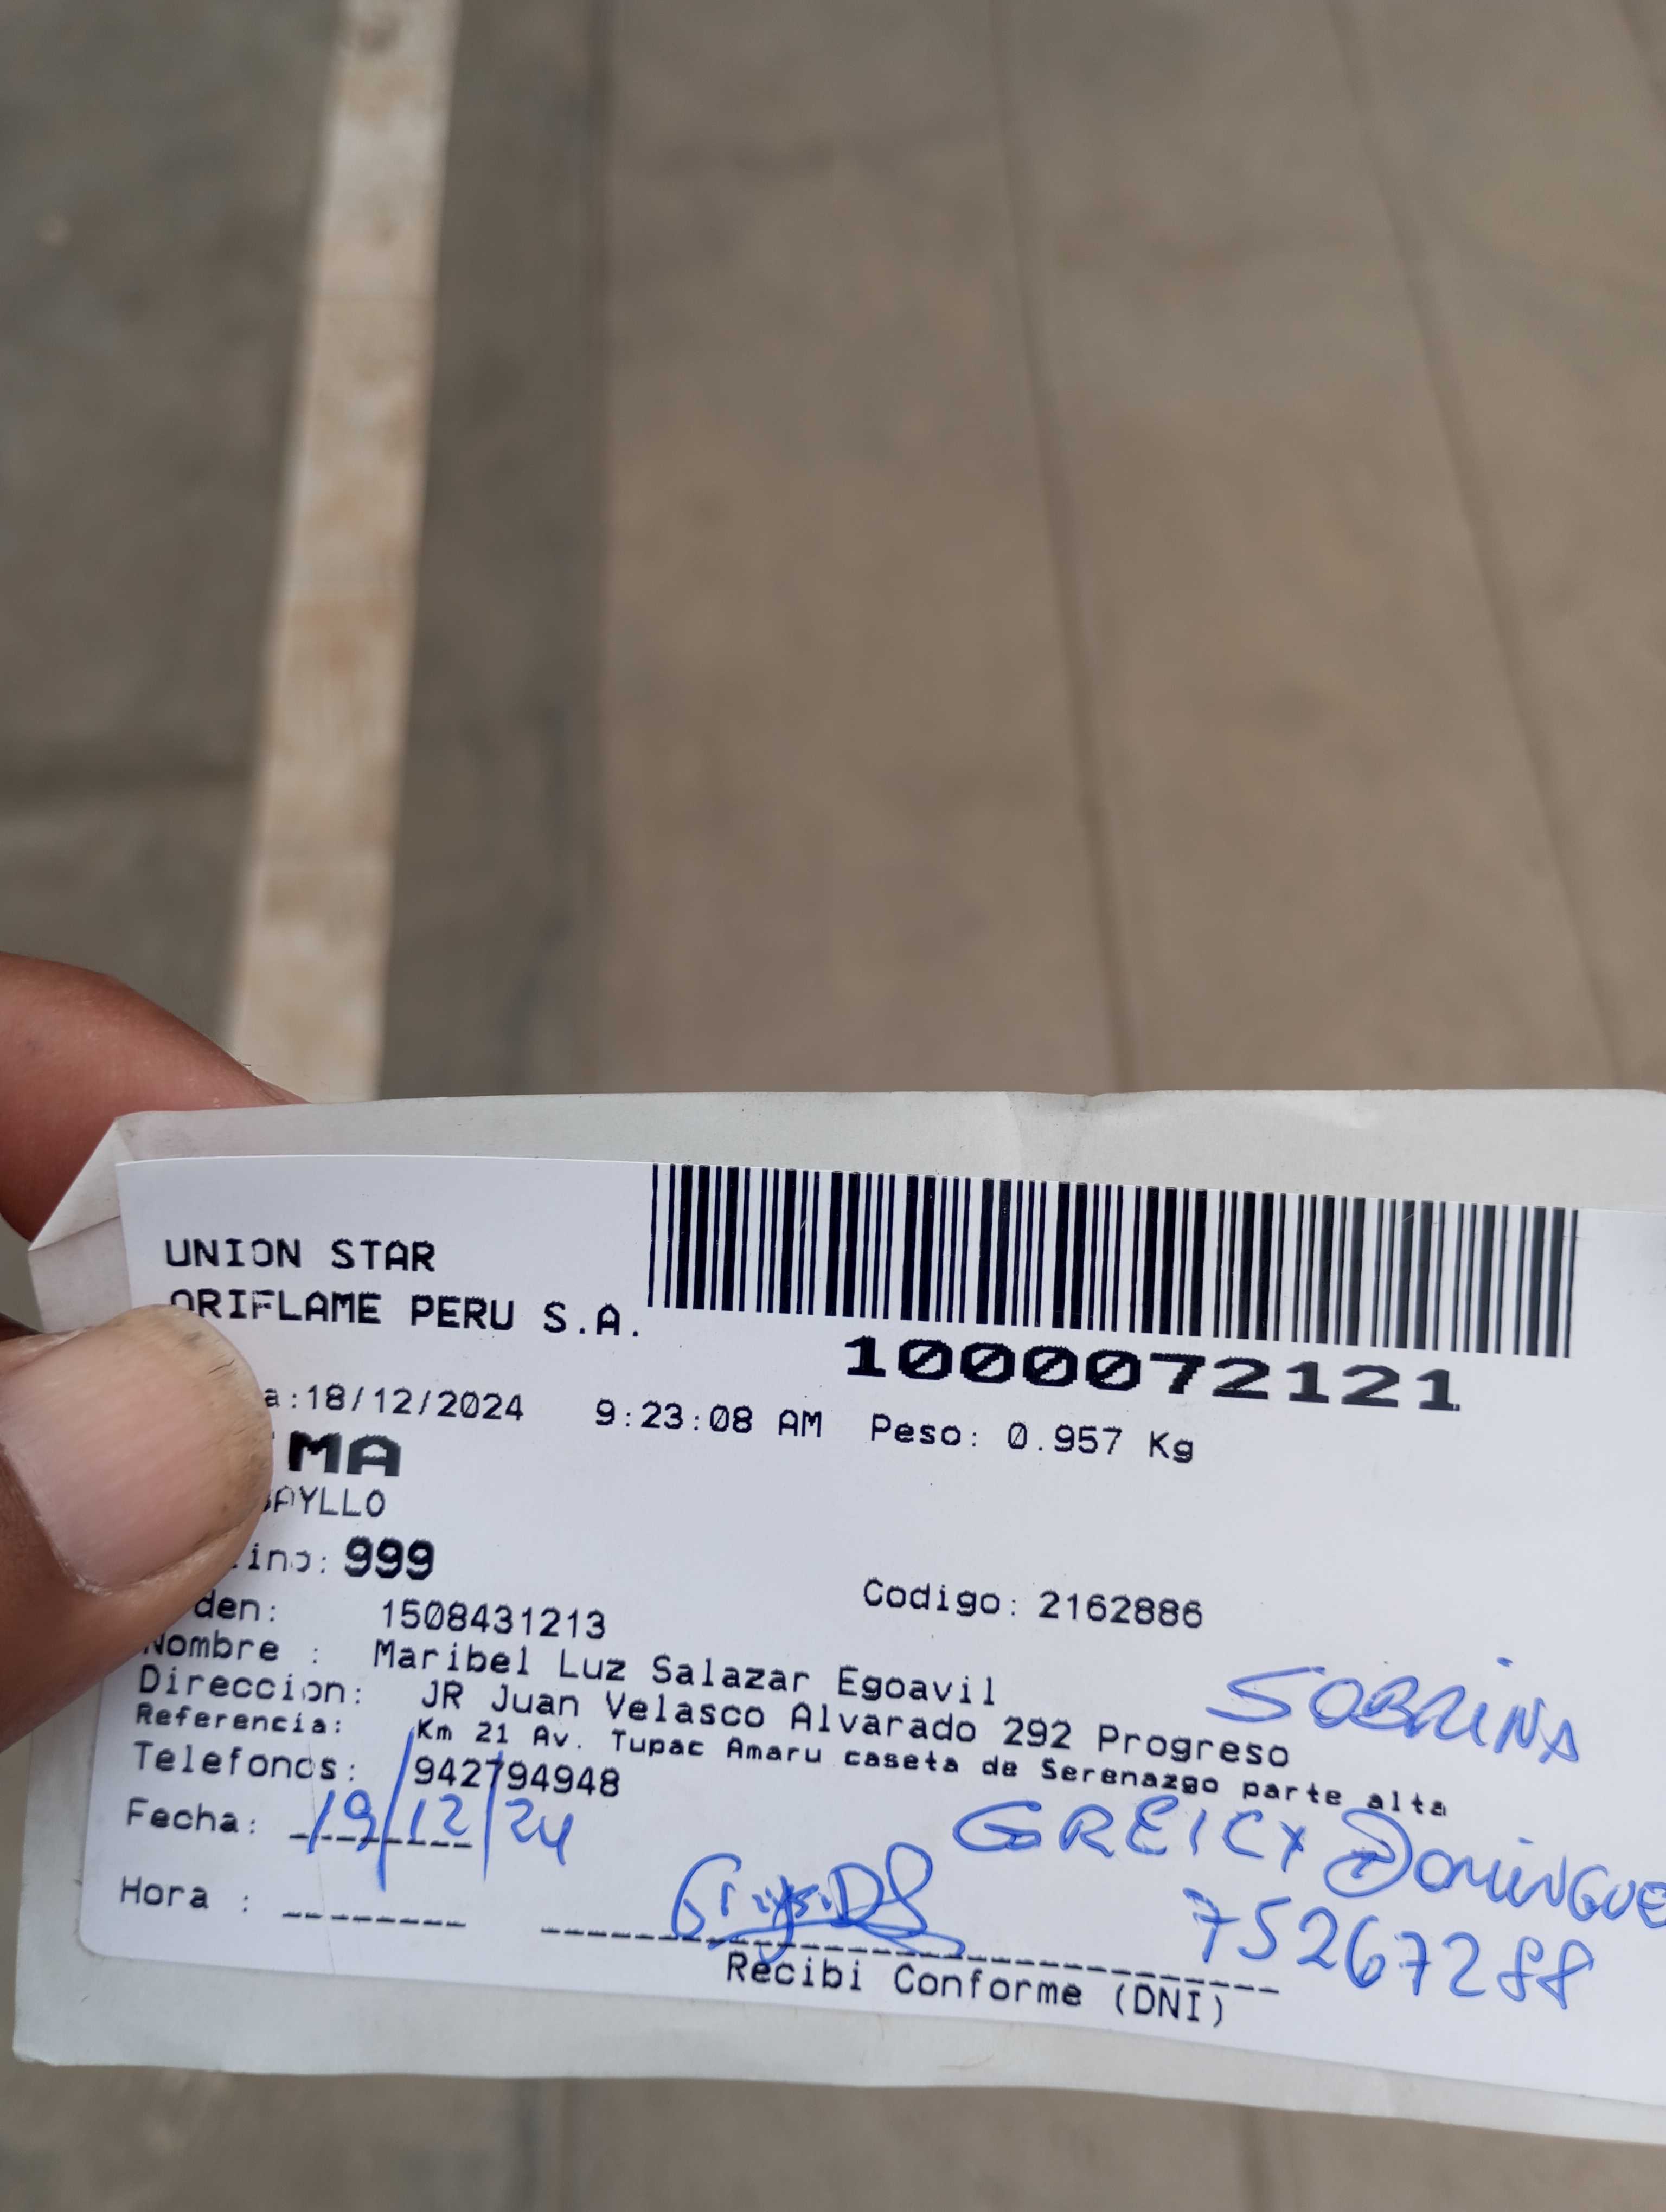 UNION STAR
ORIFLAME PERU S.A.
1000072121
a:18/12/2024 9:23:08 AM Peso: 0.957 Kg
MA
AYLLO
ino: 999
den: 1508431213 Codigo: 2162886
Nombre : Maribel Luz Salazar Egoavil
SOBRINA
Direccion: JR Juan Velasco Alvarado 292 Progreso
Referencia: Km 21 Av. Tupac Amaru caseta de Serenazgo parte alta
Telefonos: 942794948
Fecha: 19/12/24
GREICY DOMINGUE
Hora :
75267288
Recibi Conforme (DNI)